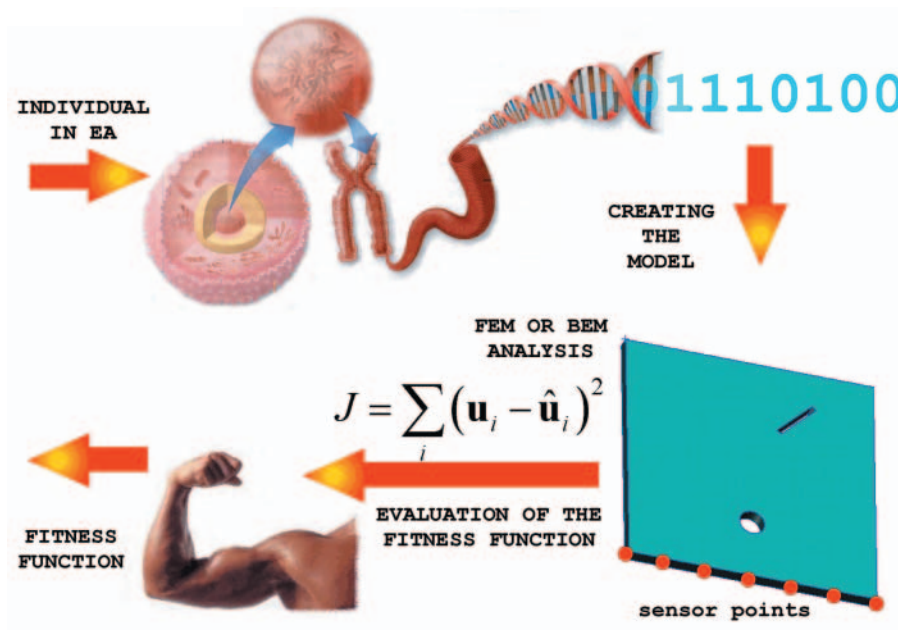 INDIVIDUAL
IN EA
01110100
CREATING
THE
MODEL
FEM OR BEM
ANALYSIS
J = ∑ᵢ (𝐮ᵢ − 𝐮̂ᵢ)²
EVALUATION OF THE
FITNESS FUNCTION
FITNESS
FUNCTION
sensor points